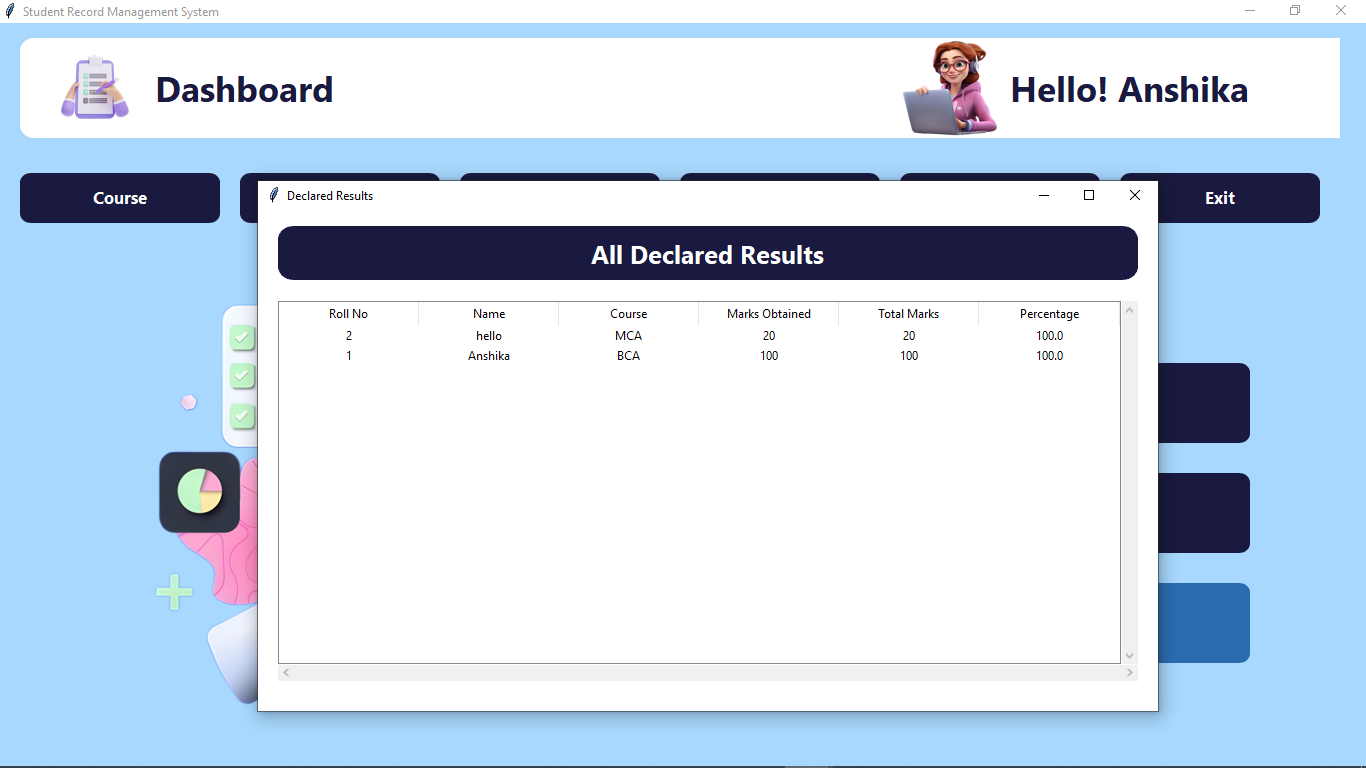 Student Record Management System
Dashboard
Hello! Anshika
Course
Exit
Declared Results
All Declared Results
Roll No Name Course Marks Obtained Total Marks Percentage
2 hello MCA 20 20 100.0
1 Anshika BCA 100 100 100.0